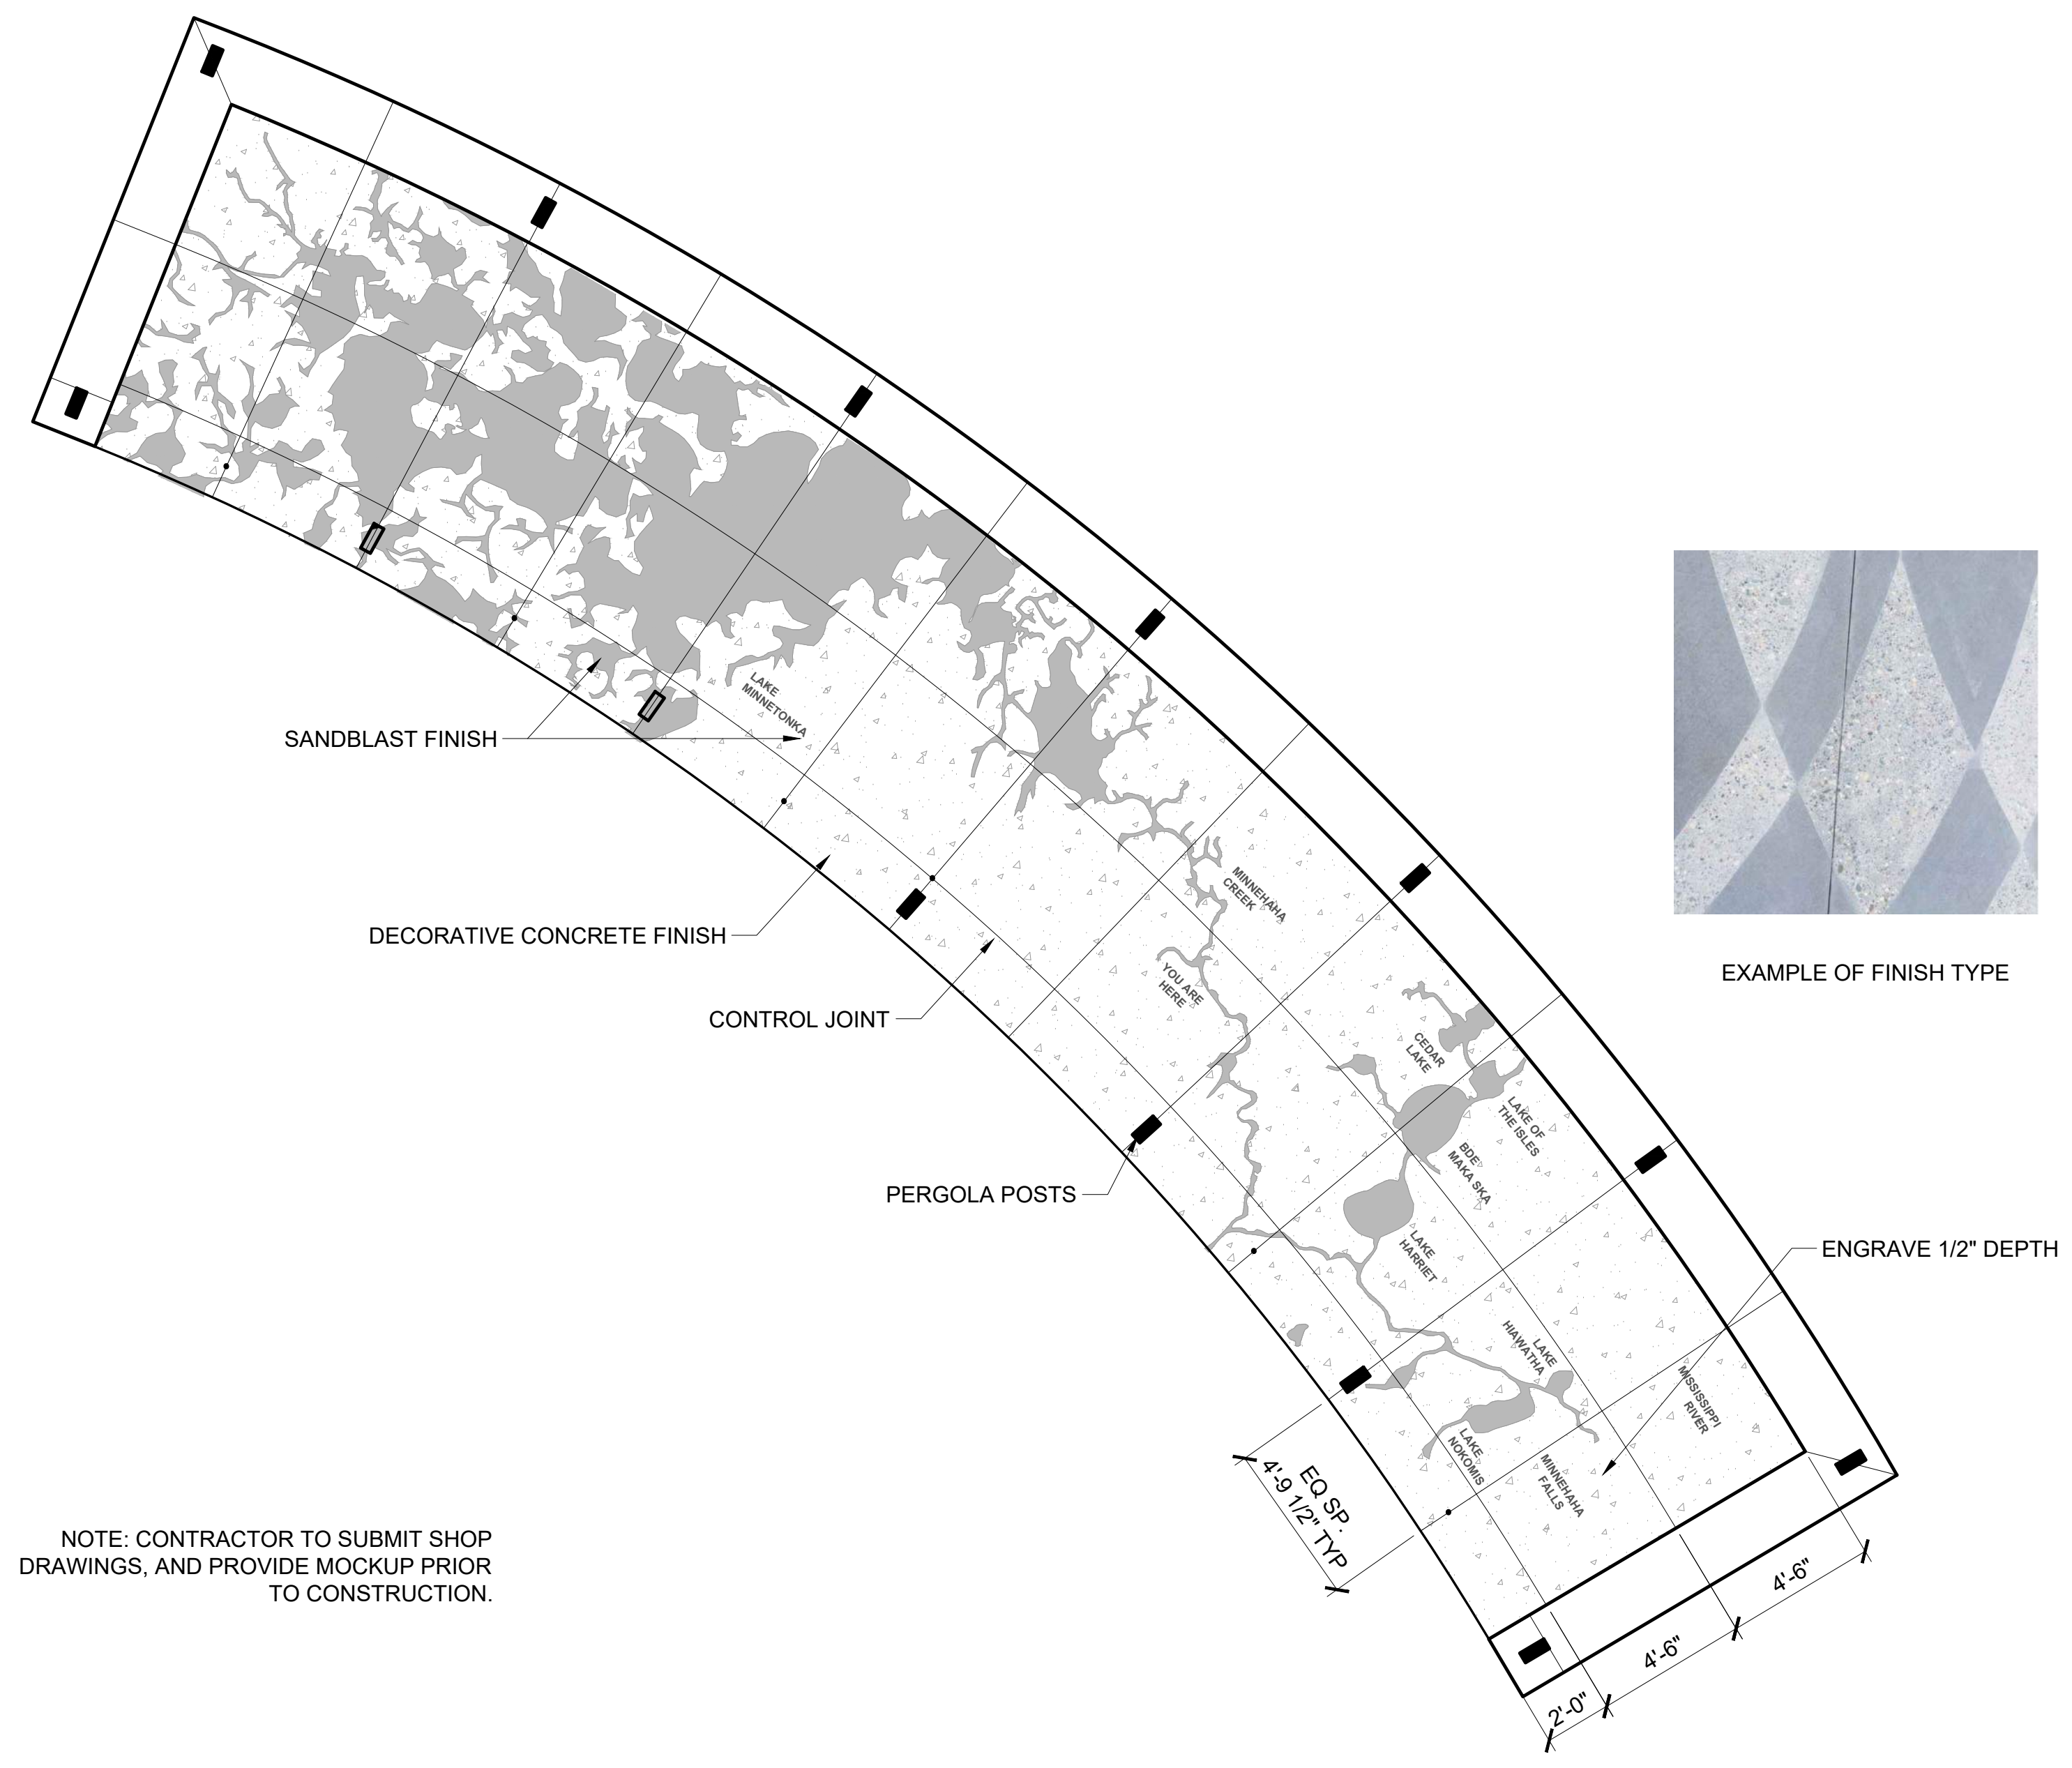 LAKE
MINNETONKA
SANDBLAST FINISH
DECORATIVE CONCRETE FINISH
MINNEHAHA
CREEK
EXAMPLE OF FINISH TYPE
YOU ARE
HERE
CONTROL JOINT
CEDAR
LAKE
LAKE OF
THE ISLES
BDE
MAKA SKA
PERGOLA POSTS
LAKE
HARRIET
ENGRAVE 1/2" DEPTH
LAKE
HIAWATHA
MISSISSIPPI
RIVER
LAKE
NOKOMIS
MINNEHAHA
FALLS
EQ SP.
4'-9 1/2" TYP
NOTE: CONTRACTOR TO SUBMIT SHOP
DRAWINGS, AND PROVIDE MOCKUP PRIOR
TO CONSTRUCTION.
4'-6"
4'-6"
2'-0"